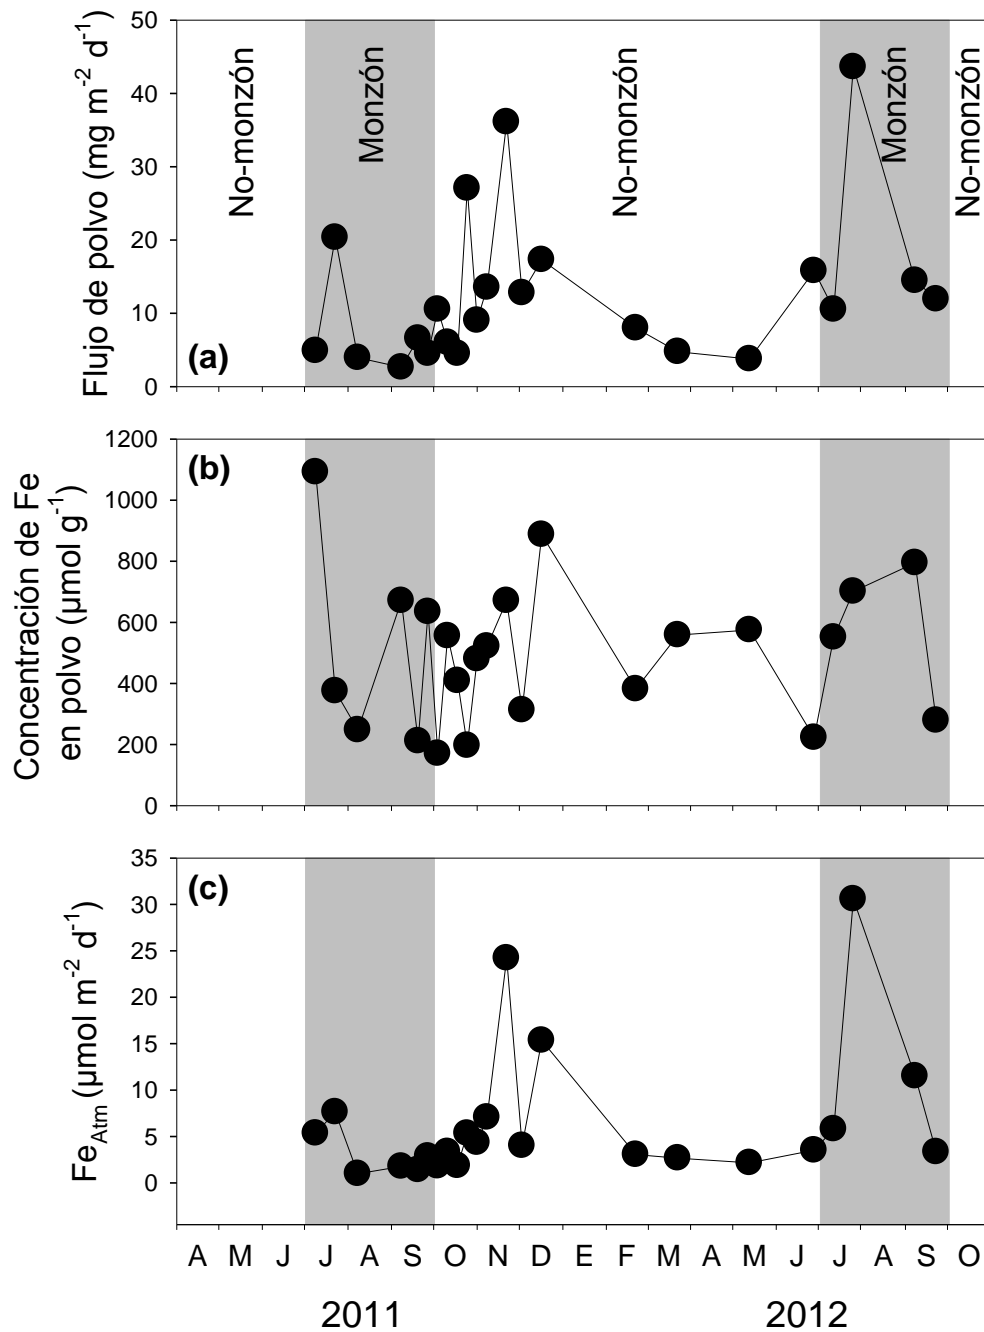 Flujo de polvo (mg m-2 d-1)
50
40
30
20
10
0
No-monzón
Monzón
No-monzón
Monzón
No-monzón
(a)
Concentración de Fe
en polvo (µmol g-1)
1200
1000
800
600
400
200
0
(b)
FeAtm (µmol m-2 d-1)
35
30
25
20
15
10
5
0
(c)
A M J J A S O N D E F M A M J J A S O
2011 2012